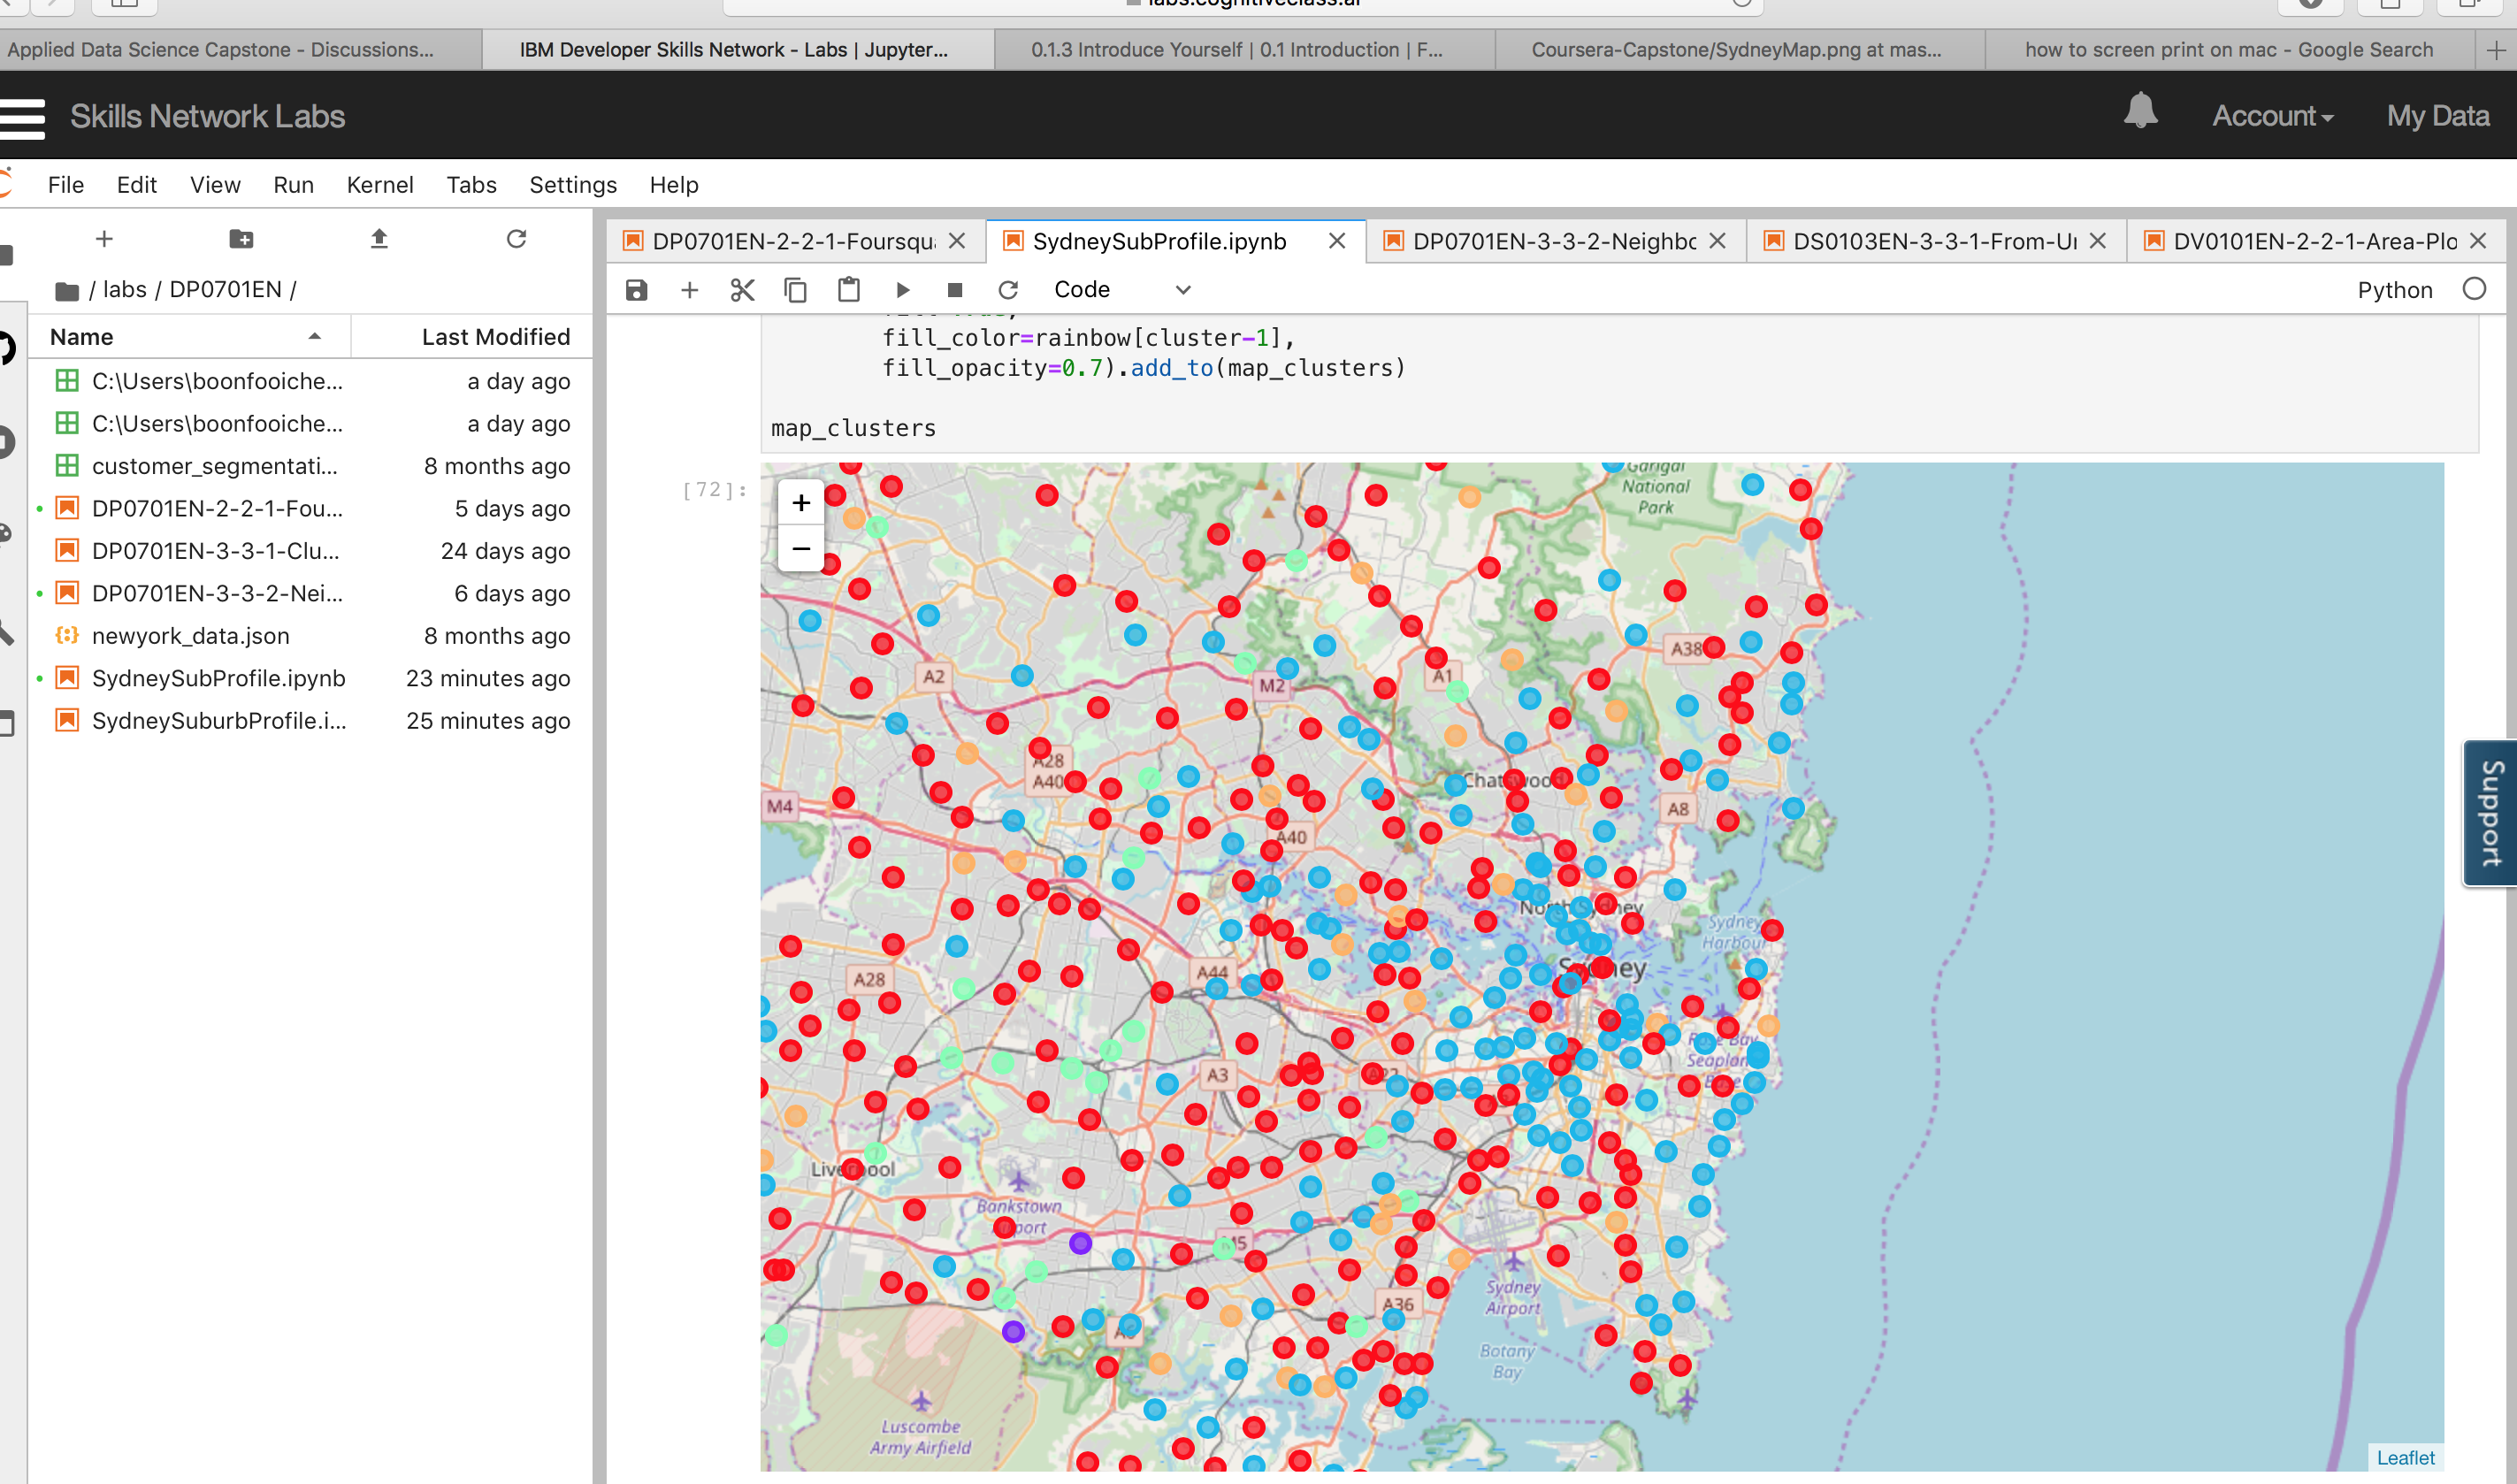 labs.cognitiveclass.ai
Applied Data Science Capstone - Discussions...
IBM Developer Skills Network - Labs | Jupyter...
0.1.3 Introduce Yourself | 0.1 Introduction | F...
Coursera-Capstone/SydneyMap.png at mas...
how to screen print on mac - Google Search
Skills Network Labs
Account
My Data
File Edit View Run Kernel Tabs Settings Help
DP0701EN-2-2-1-Foursqu
SydneySubProfile.ipynb
DP0701EN-3-3-2-Neighbo
DS0103EN-3-3-1-From-Ur
DV0101EN-2-2-1-Area-Plo
/ labs / DP0701EN /
Code
Python
Name Last Modified
C:\Users\boonfooiche... a day ago
C:\Users\boonfooiche... a day ago
customer_segmentati... 8 months ago
DP0701EN-2-2-1-Fou... 5 days ago
DP0701EN-3-3-1-Clu... 24 days ago
DP0701EN-3-3-2-Nei... 6 days ago
newyork_data.json 8 months ago
SydneySubProfile.ipynb 23 minutes ago
SydneySuburbProfile.i... 25 minutes ago
fill_color=rainbow[cluster-1],
fill_opacity=0.7).add_to(map_clusters)
map_clusters
[72]:
+
−
Garigal
National
Park
A38
A2
M2
A1
A28
A40
Chatswood
M4
A8
A40
North Sydney
Sydney
Harbour
Sydney
A44
A28
Rose Bay
Seaplane
Base
A3
A22
Liverpool
Bankstown
Airport
M5
Sydney
Airport
A36
A6
Botany
Bay
Luscombe
Army Airfield
Leaflet
Support